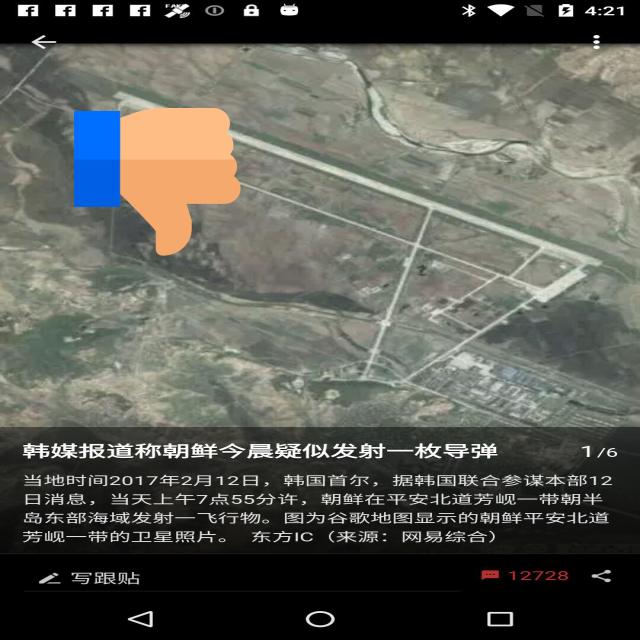 4:21
韩媒报道称朝鲜今晨疑似发射一枚导弹 1/6
当地时间2017年2月12日，韩国首尔，据韩国联合参谋本部12
日消息，当天上午7点55分许，朝鲜在平安北道芳岘一带朝半
岛东部海域发射一飞行物。图为谷歌地图显示的朝鲜平安北道
芳岘一带的卫星照片。 东方IC（来源：网易综合）
写跟贴 12728